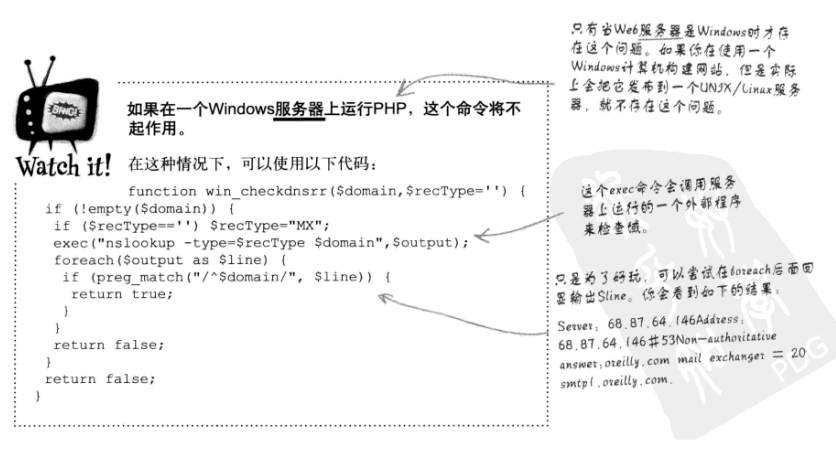 BANG!
Watch it!
如果在一个Windows服务器上运行PHP，这个命令将不
起作用。
在这种情况下，可以使用以下代码：
function win_checkdnsrr($domain,$recType='') {
if (!empty($domain)) {
if ($recType=='') $recType="MX";
exec("nslookup -type=$recType $domain",$output);
foreach($output as $line) {
if (preg_match("/^$domain/", $line)) {
return true;
}
}
return false;
}
return false;
}
只有当Web服务器是Windows时才存
在这个问题。如果你在使用一个
Windows计算机构建网站，但是实际
上会把它发布到一个UNIX/Linux服务
器，就不存在这个问题。
这个exec命令会调用服务
器上运行的一个外部程序
来检查域。
只是为了好玩，可以尝试在foreach后面回
显输出$line。你会看到如下的结果：
Server: 68.87.64.146Address:
68.87.64.146#53Non-authoritative
answer:oreilly.com mail exchanger = 20
smtp1.oreilly.com.
PDG